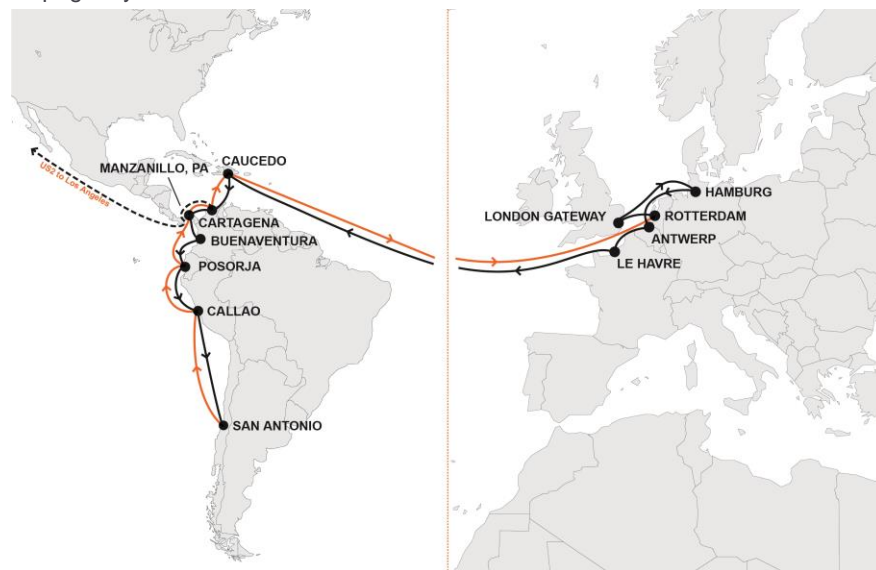 MANZANILLO, PA
CAUCEDO
US2 to Los Angeles
CARTAGENA
BUENAVENTURA
POSORJA
CALLAO
SAN ANTONIO
HAMBURG
LONDON GATEWAY
ROTTERDAM
ANTWERP
LE HAVRE